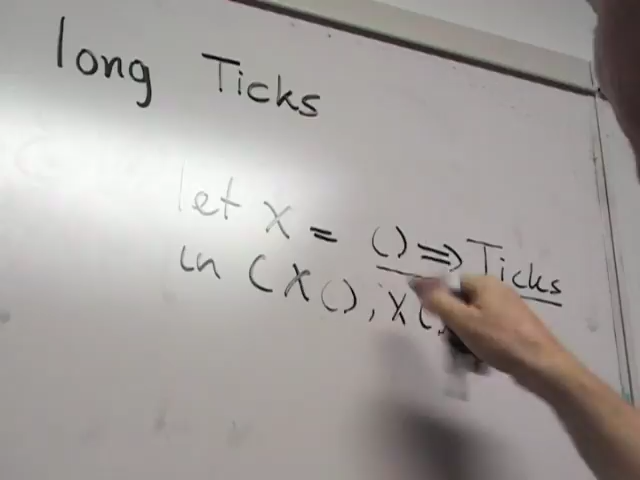 long Ticks
let x = () => Ticks
in (x(), x(